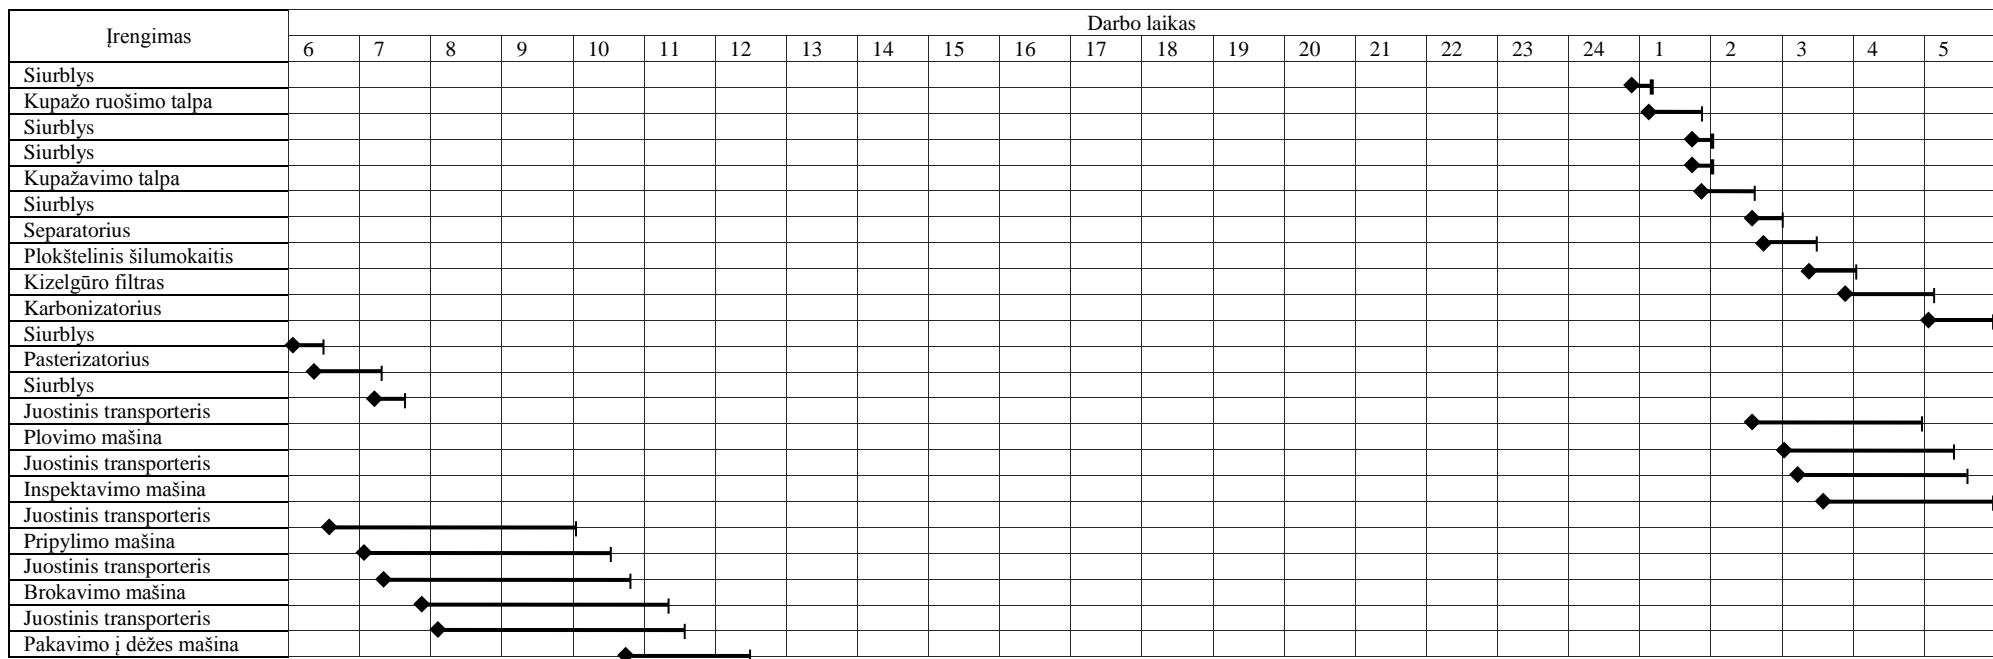 Įrengimas
Darbo laikas
6 7 8 9 10 11 12 13 14 15 16 17 18 19 20 21 22 23 24 1 2 3 4 5
Siurblys
Kupažo ruošimo talpa
Siurblys
Siurblys
Kupažavimo talpa
Siurblys
Separatorius
Plokštelinis šilumokaitis
Kizelgūro filtras
Karbonizatorius
Siurblys
Pasterizatorius
Siurblys
Juostinis transporteris
Plovimo mašina
Juostinis transporteris
Inspektavimo mašina
Juostinis transporteris
Pripylimo mašina
Juostinis transporteris
Brokavimo mašina
Juostinis transporteris
Pakavimo į dėžes mašina